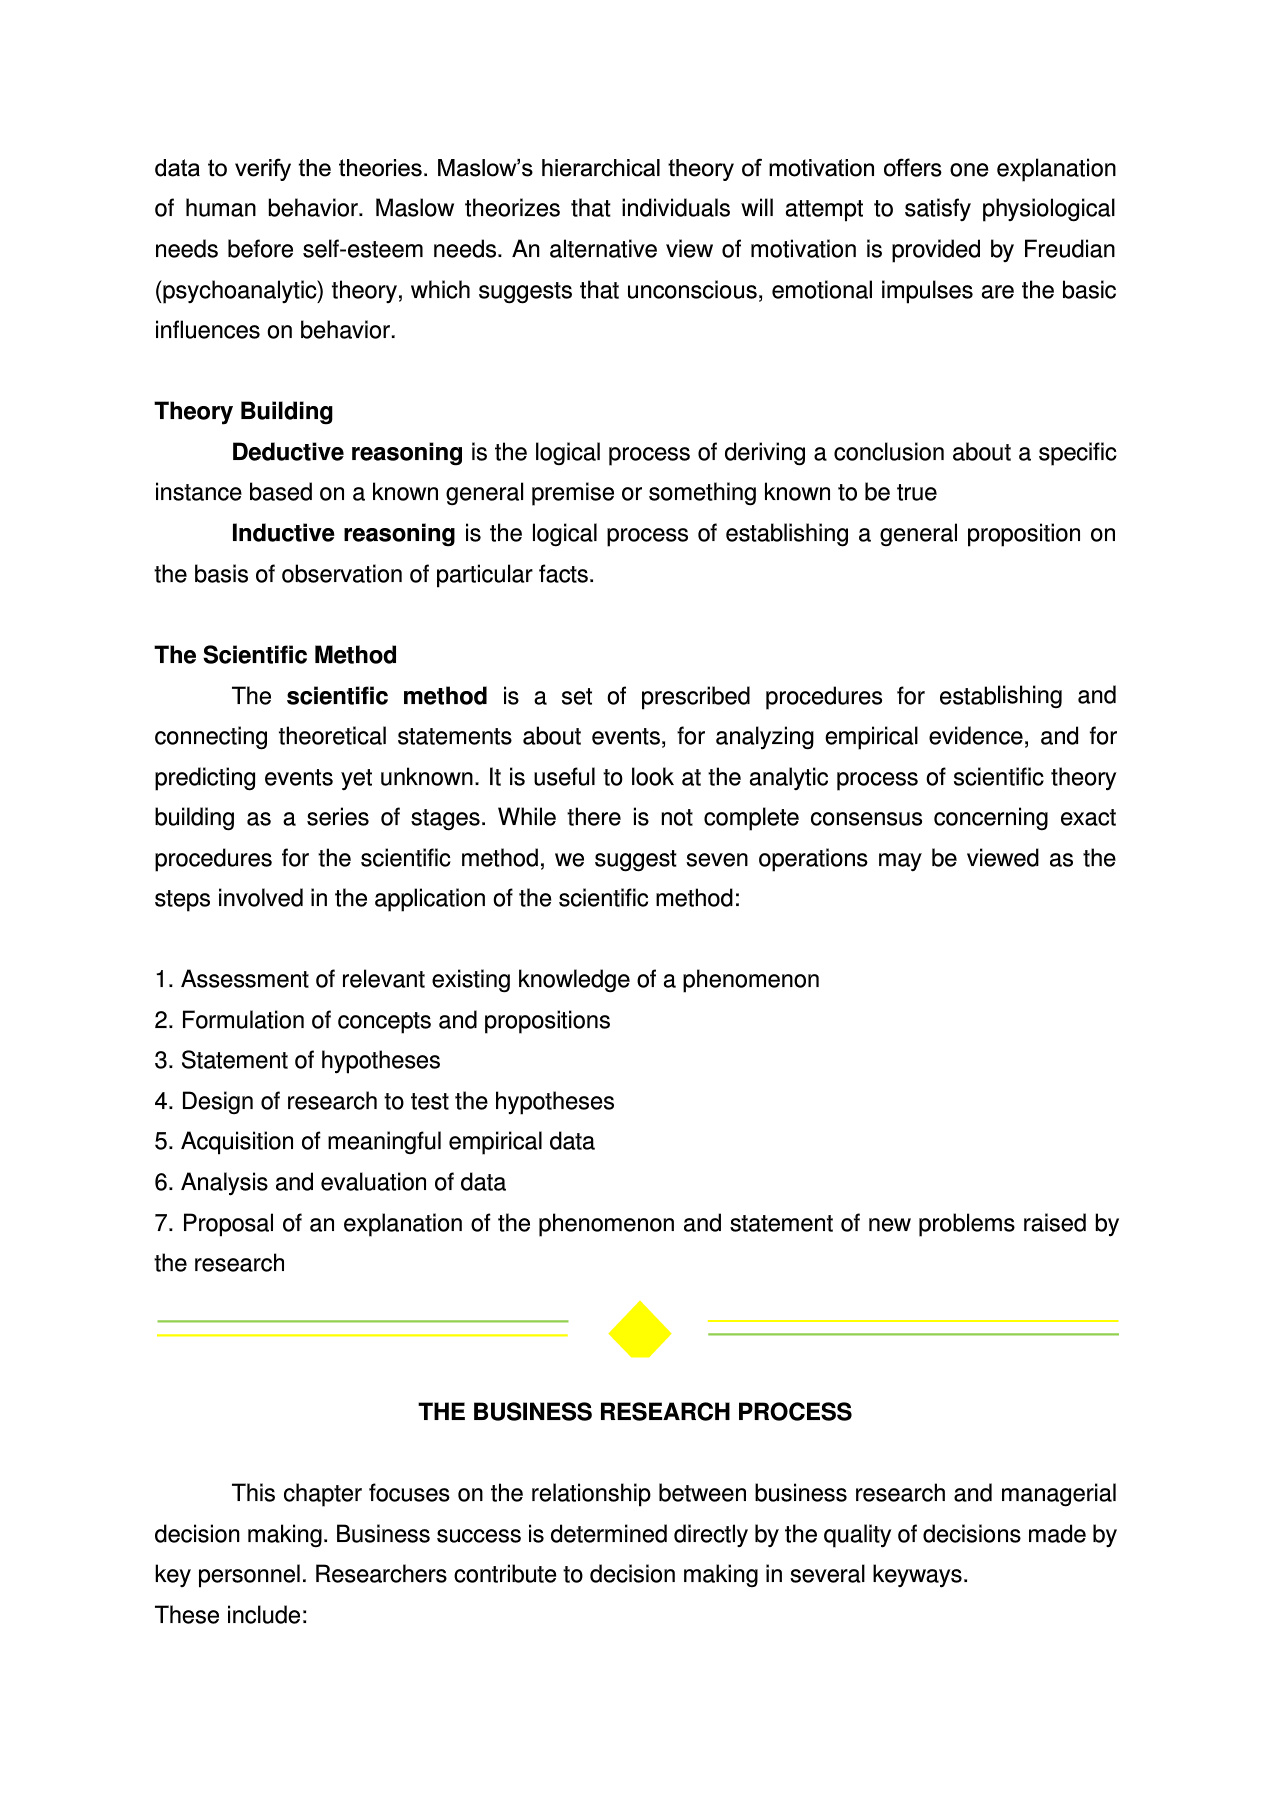 data to verify the theories. Maslow’s hierarchical theory of motivation offers one explanation
of human behavior. Maslow theorizes that individuals will attempt to satisfy physiological
needs before self-esteem needs. An alternative view of motivation is provided by Freudian
(psychoanalytic) theory, which suggests that unconscious, emotional impulses are the basic
influences on behavior.
Theory Building
Deductive reasoning is the logical process of deriving a conclusion about a specific
instance based on a known general premise or something known to be true
Inductive reasoning is the logical process of establishing a general proposition on
the basis of observation of particular facts.
The Scientific Method
The scientific method is a set of prescribed procedures for establishing and
connecting theoretical statements about events, for analyzing empirical evidence, and for
predicting events yet unknown. It is useful to look at the analytic process of scientific theory
building as a series of stages. While there is not complete consensus concerning exact
procedures for the scientific method, we suggest seven operations may be viewed as the
steps involved in the application of the scientific method:
1. Assessment of relevant existing knowledge of a phenomenon
2. Formulation of concepts and propositions
3. Statement of hypotheses
4. Design of research to test the hypotheses
5. Acquisition of meaningful empirical data
6. Analysis and evaluation of data
7. Proposal of an explanation of the phenomenon and statement of new problems raised by
the research
THE BUSINESS RESEARCH PROCESS
This chapter focuses on the relationship between business research and managerial
decision making. Business success is determined directly by the quality of decisions made by
key personnel. Researchers contribute to decision making in several keyways.
These include: